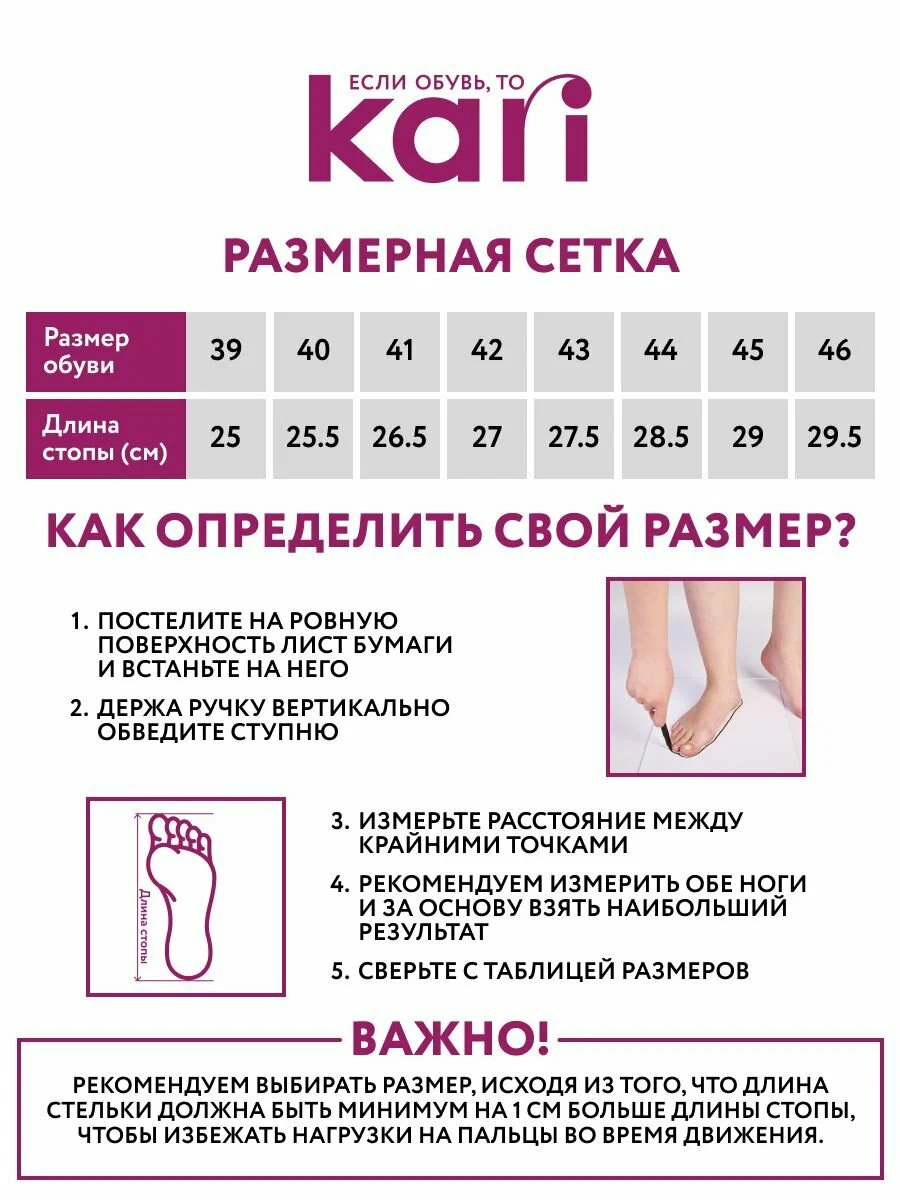 ЕСЛИ ОБУВЬ, ТО
kari
РАЗМЕРНАЯ СЕТКА
Размер обуви 39 40 41 42 43 44 45 46
Длина стопы (см) 25 25.5 26.5 27 27.5 28.5 29 29.5
КАК ОПРЕДЕЛИТЬ СВОЙ РАЗМЕР?
1. ПОСТЕЛИТЕ НА РОВНУЮ
ПОВЕРХНОСТЬ ЛИСТ БУМАГИ
И ВСТАНЬТЕ НА НЕГО
2. ДЕРЖА РУЧКУ ВЕРТИКАЛЬНО
ОБВЕДИТЕ СТУПНЮ
Длина стопы
3. ИЗМЕРЬТЕ РАССТОЯНИЕ МЕЖДУ
КРАЙНИМИ ТОЧКАМИ
4. РЕКОМЕНДУЕМ ИЗМЕРИТЬ ОБЕ НОГИ
И ЗА ОСНОВУ ВЗЯТЬ НАИБОЛЬШИЙ
РЕЗУЛЬТАТ
5. СВЕРЬТЕ С ТАБЛИЦЕЙ РАЗМЕРОВ
ВАЖНО!
РЕКОМЕНДУЕМ ВЫБИРАТЬ РАЗМЕР, ИСХОДЯ ИЗ ТОГО, ЧТО ДЛИНА
СТЕЛЬКИ ДОЛЖНА БЫТЬ МИНИМУМ НА 1 СМ БОЛЬШЕ ДЛИНЫ СТОПЫ,
ЧТОБЫ ИЗБЕЖАТЬ НАГРУЗКИ НА ПАЛЬЦЫ ВО ВРЕМЯ ДВИЖЕНИЯ.